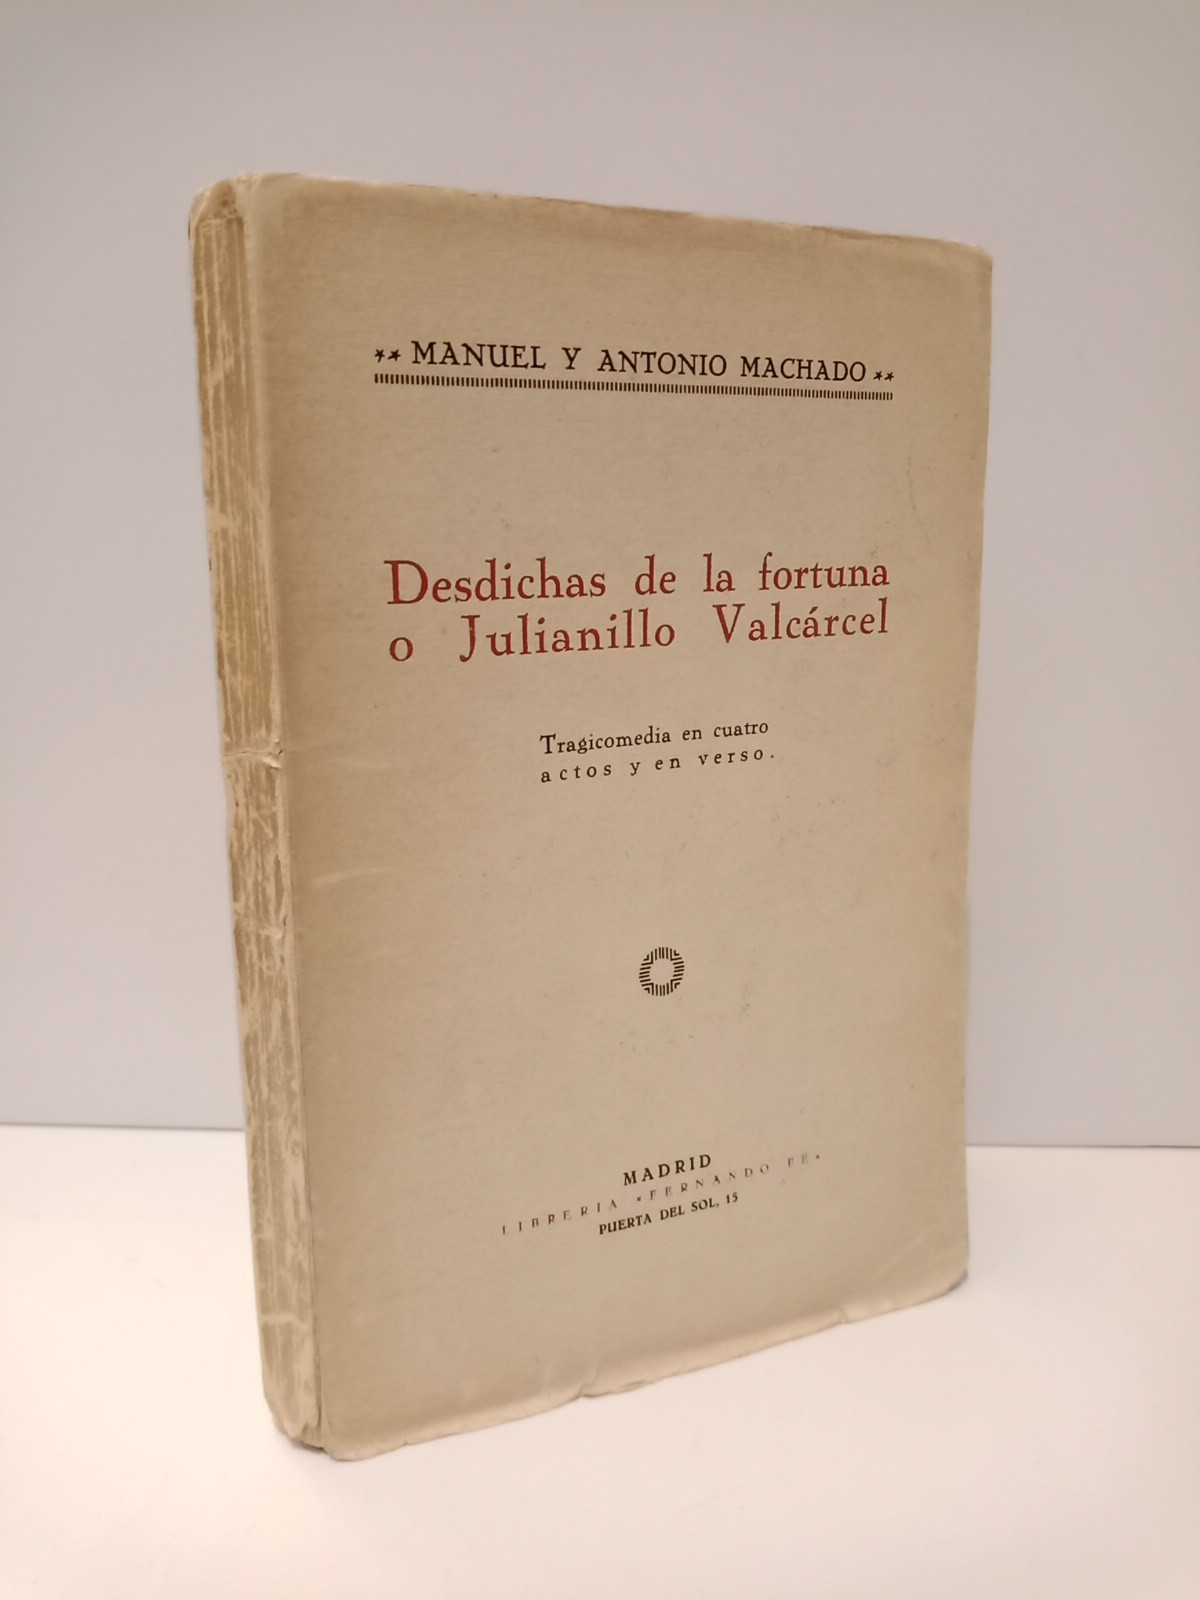 ** MANUEL Y ANTONIO MACHADO **
Desdichas de la fortuna
o Julianillo Valcárcel
Tragicomedia en cuatro
actos y en verso.
MADRID
LIBRERIA «FERNANDO FE»
PUERTA DEL SOL, 15